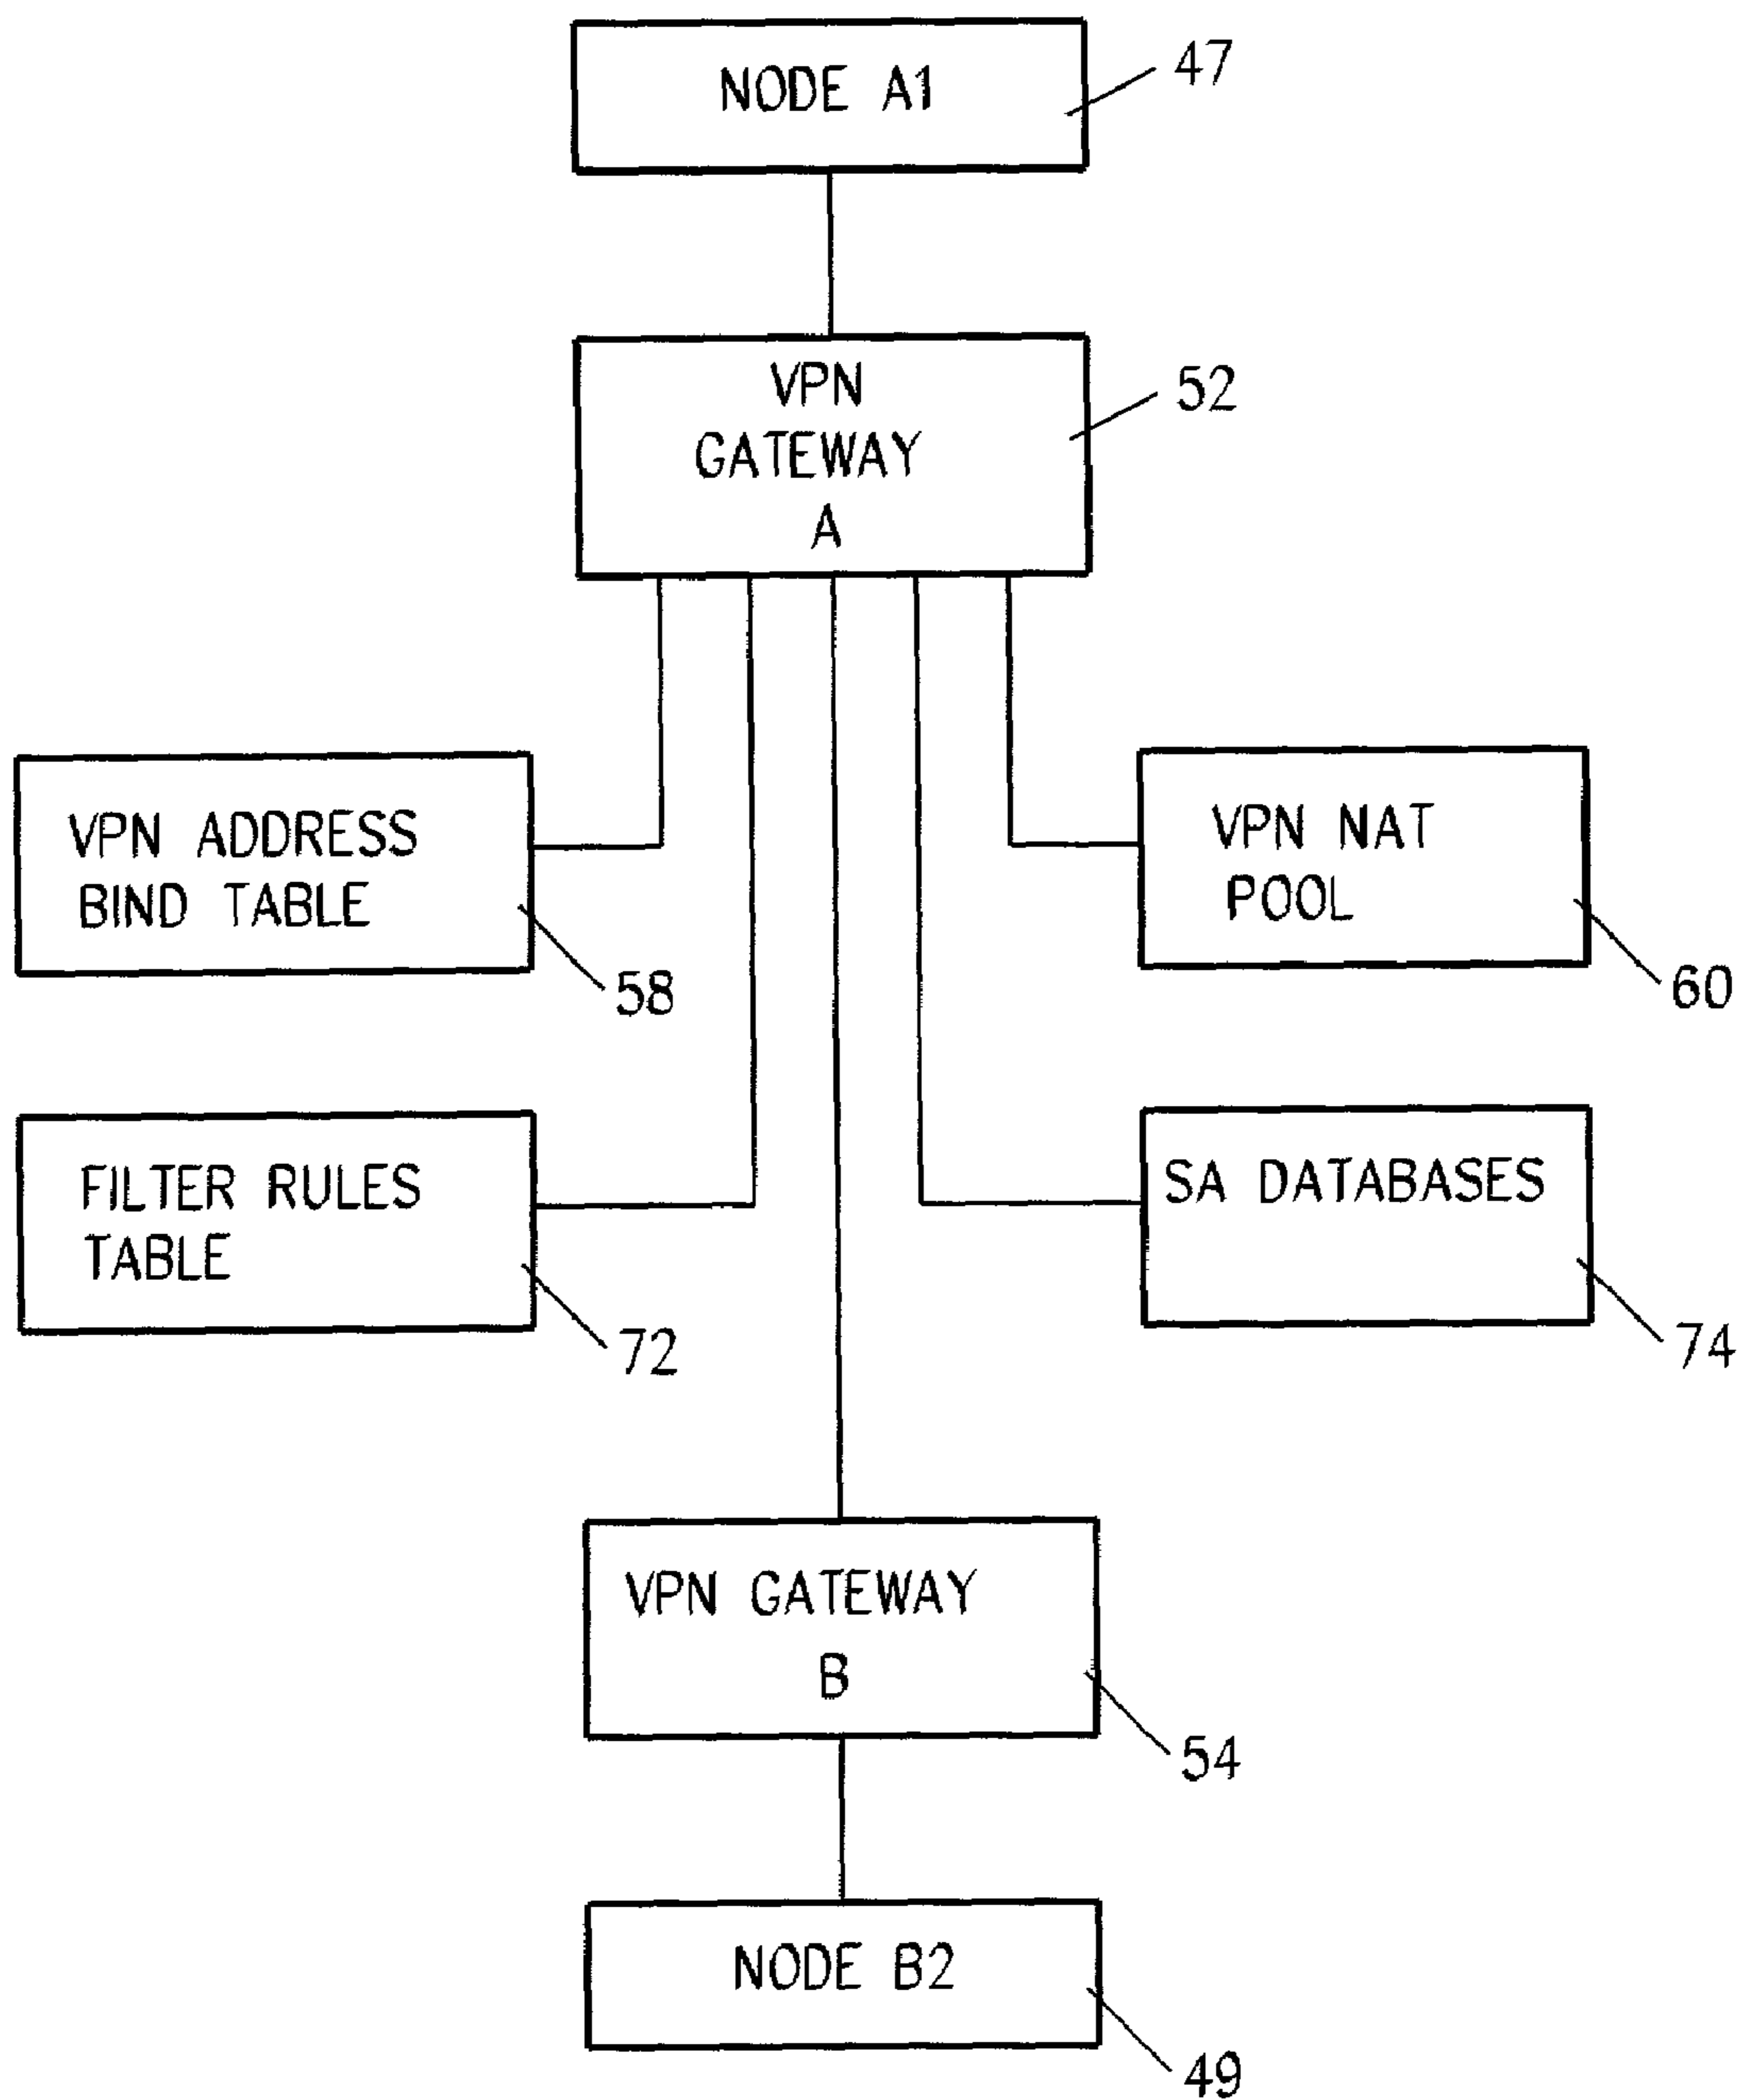 NODE A1
47
VPN
GATEWAY
A
52
VPN ADDRESS
BIND TABLE
58
VPN NAT
POOL
60
FILTER RULES
TABLE
72
SA DATABASES
74
VPN GATEWAY
B
54
NODE B2
49